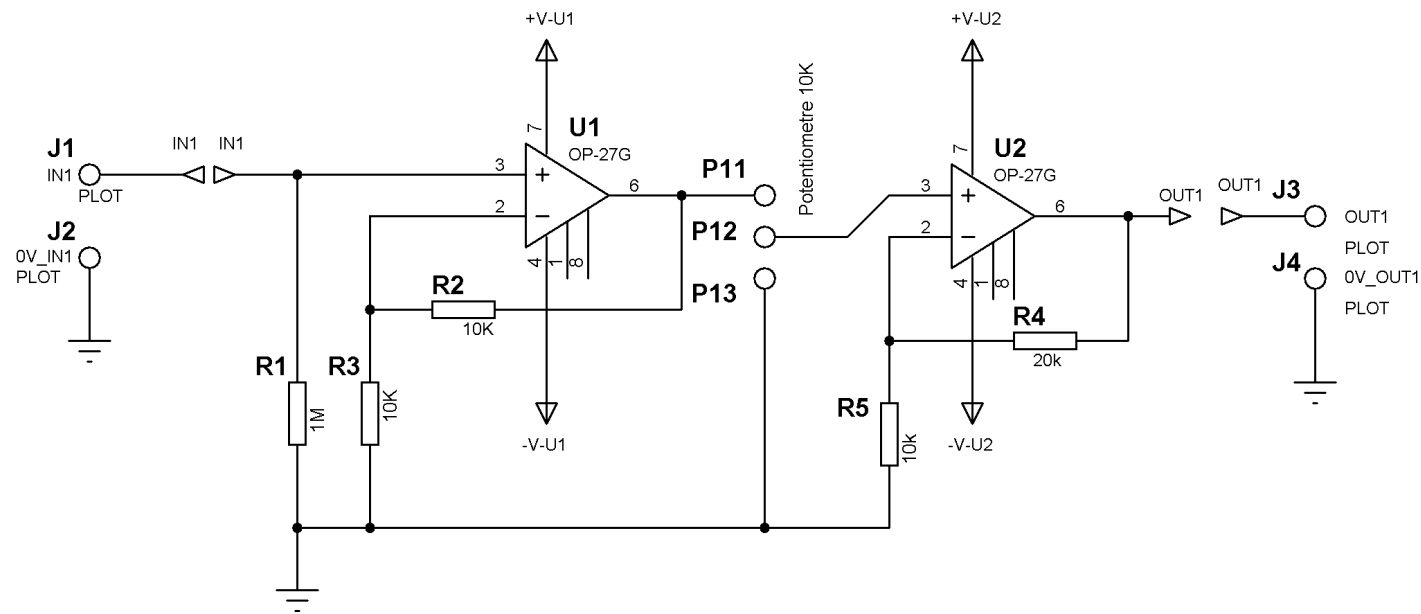 +V-U1
+V-U2
Potentiometre 10K
J1
IN1
PLOT
IN1
IN1
J2
0V_IN1
PLOT
U1
OP-27G
7
3
2
6
4
1
8
P11
P12
P13
R2
10K
R1
1M
R3
10K
-V-U1
U2
OP-27G
7
3
2
6
4
1
8
OUT1
OUT1
J3
OUT1
PLOT
J4
0V_OUT1
PLOT
R4
20k
R5
10k
-V-U2